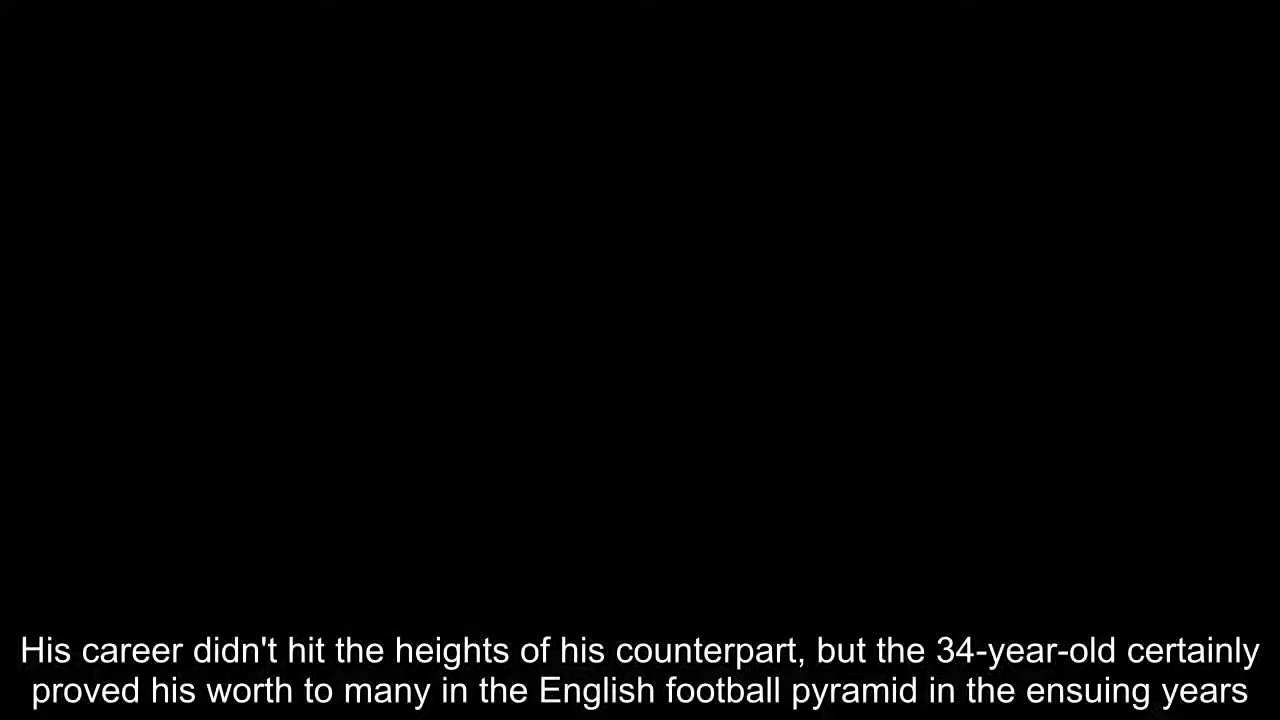 His career didn't hit the heights of his counterpart, but the 34-year-old certainly
proved his worth to many in the English football pyramid in the ensuing years